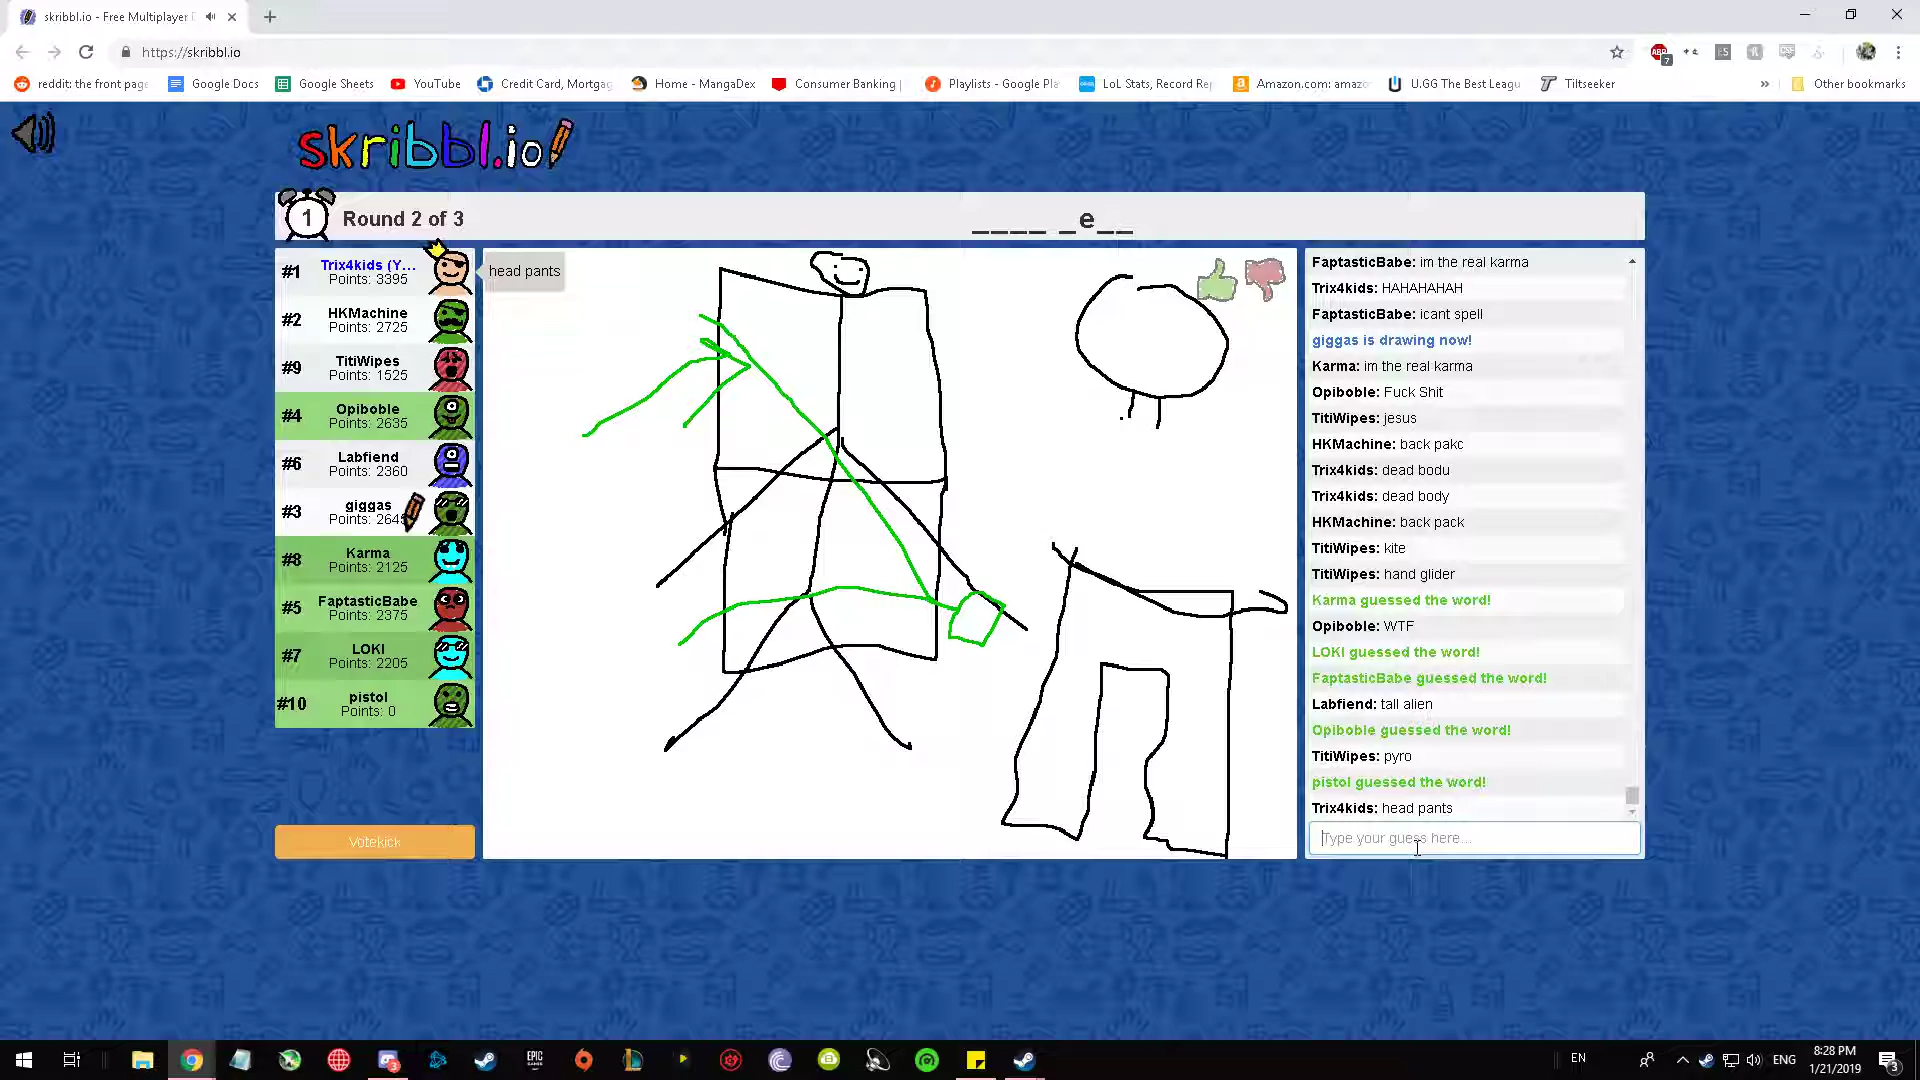 skribbl.io - Free Multiplayer
https://skribbl.io
7
reddit: the front page
Google Docs
Google Sheets
YouTube
Credit Card, Mortgag
Home - MangaDex
Consumer Banking |
Playlists - Google Pla
LoL Stats, Record Re
Amazon.com: amazo
U.GG The Best Leagu
Tiltseeker
»
Other bookmarks
skribbl.io
1
Round 2 of 3
____ _e__
#1
Trix4kids (Y...
Points: 3395
head pants
#2
HKMachine
Points: 2725
#9
TitiWipes
Points: 1525
#4
Opiboble
Points: 2635
#6
Labfiend
Points: 2360
#3
giggas
Points: 2645
#8
Karma
Points: 2125
#5
FaptasticBabe
Points: 2375
#7
LOKI
Points: 2205
#10
pistol
Points: 0
Votekick
FaptasticBabe: im the real karma
Trix4kids: HAHAHAHAH
FaptasticBabe: icant spell
giggas is drawing now!
Karma: im the real karma
Opiboble: Fuck Shit
TitiWipes: jesus
HKMachine: back pakc
Trix4kids: dead bodu
Trix4kids: dead body
HKMachine: back pack
TitiWipes: kite
TitiWipes: hand glider
Karma guessed the word!
Opiboble: WTF
LOKI guessed the word!
FaptasticBabe guessed the word!
Labfiend: tall alien
Opiboble guessed the word!
TitiWipes: pyro
pistol guessed the word!
Trix4kids: head pants
Type your guess here...
EPIC
GAMES
3
EN
ENG
8:28 PM
1/21/2019
3